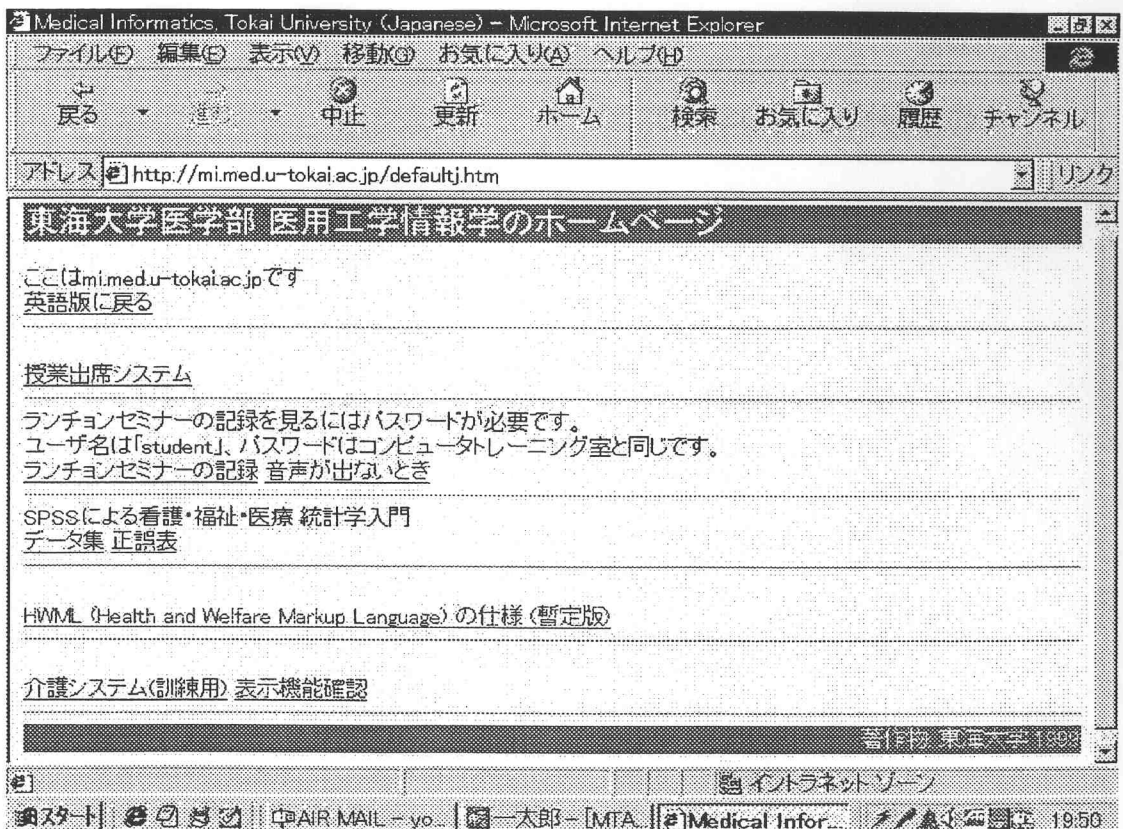 Medical Informatics, Tokai University (Japanese) - Microsoft Internet Explorer
ファイル(F) 編集(E) 表示(V) 移動(G) お気に入り(A) ヘルプ(H)
戻る 進む 中止 更新 ホーム 検索 お気に入り 履歴 チャンネル
アドレス http://mi.med.u-tokai.ac.jp/defaultj.htm リンク
東海大学医学部 医用工学情報学のホームページ
ここはmi.med.u-tokai.ac.jpです
英語版に戻る
授業出席システム
ランチョンセミナーの記録を見るにはパスワードが必要です。
ユーザ名は「student」、パスワードはコンピュータトレーニング室と同じです。
ランチョンセミナーの記録 音声が出ないとき
SPSSによる看護・福祉・医療 統計学入門
データ集 正誤表
HWML (Health and Welfare Markup Language) の仕様 (暫定版)
介護システム(訓練用) 表示機能確認
著作物 東海大学 1999
イントラネット ゾーン
スタート AIR MAIL - yo... 一太郎 - [MTA... Medical Infor... 19:50